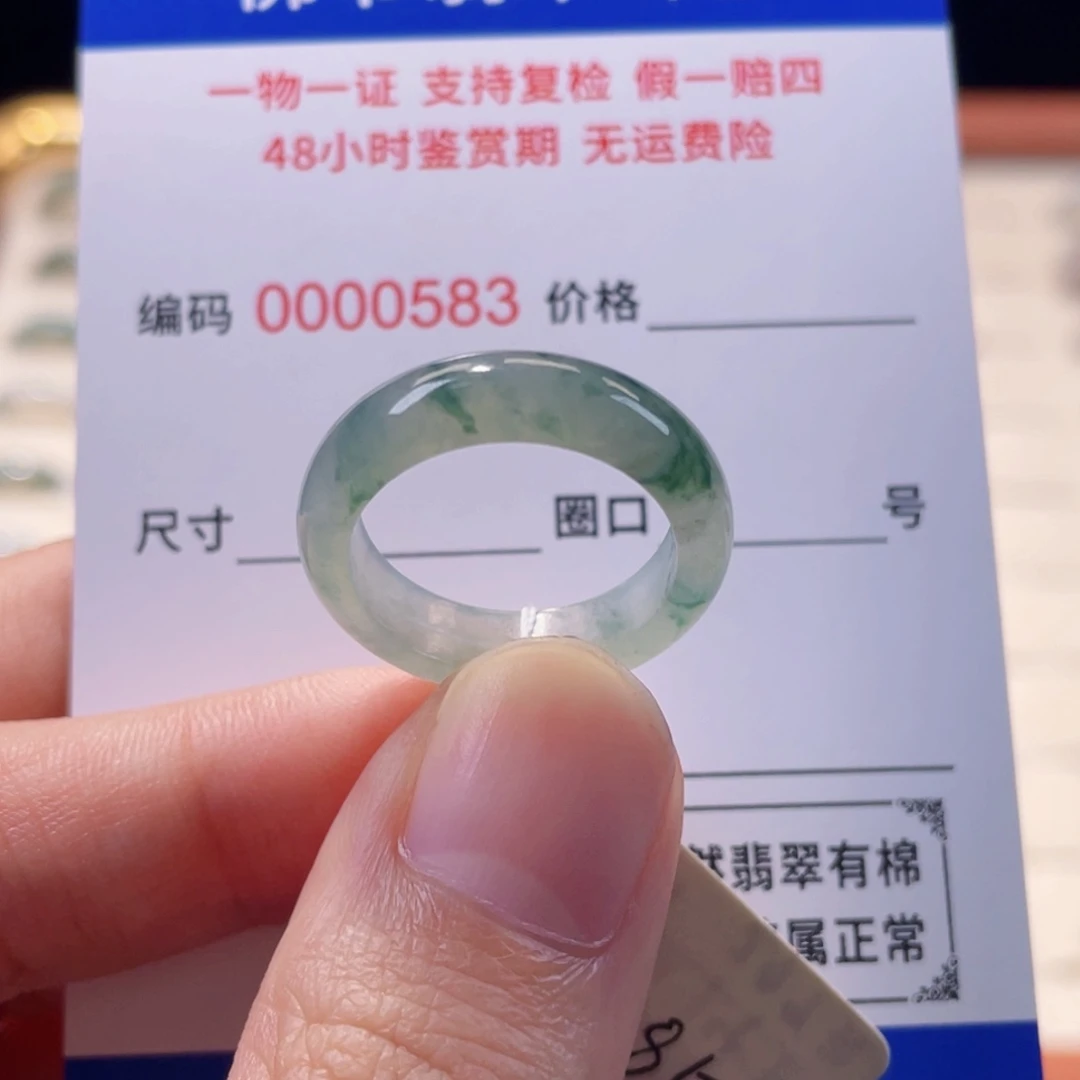 一物一证 支持复检 假一赔四
48小时鉴赏期 无运费险
编码 0000583 价格
尺寸 圈口 号
然翡翠有棉
属正常